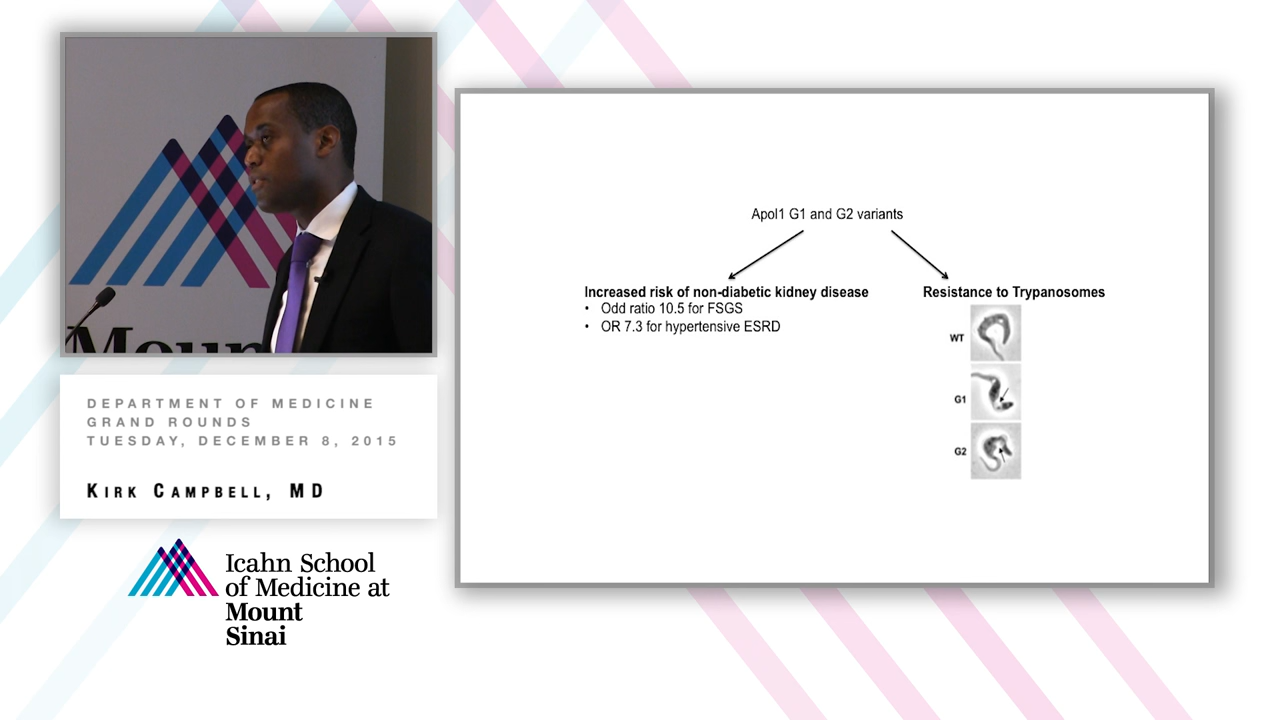 Moun
DEPARTMENT OF MEDICINE
GRAND ROUNDS
TUESDAY, DECEMBER 8, 2015
KIRK CAMPBELL, MD
Icahn School
of Medicine at
Mount
Sinai
Apol1 G1 and G2 variants
Increased risk of non-diabetic kidney disease
• Odd ratio 10.5 for FSGS
• OR 7.3 for hypertensive ESRD
Resistance to Trypanosomes
WT
G1
G2